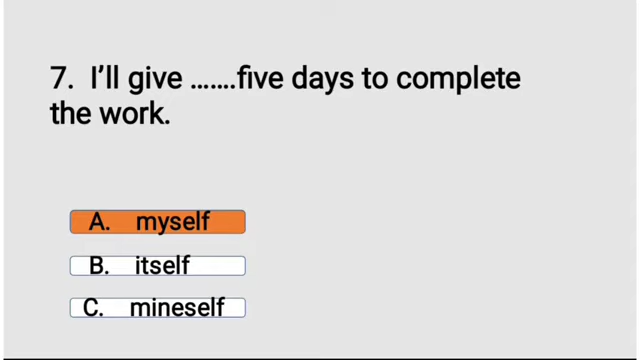 7. I’ll give …….five days to complete
the work.
A. myself
B. itself
C. mineself